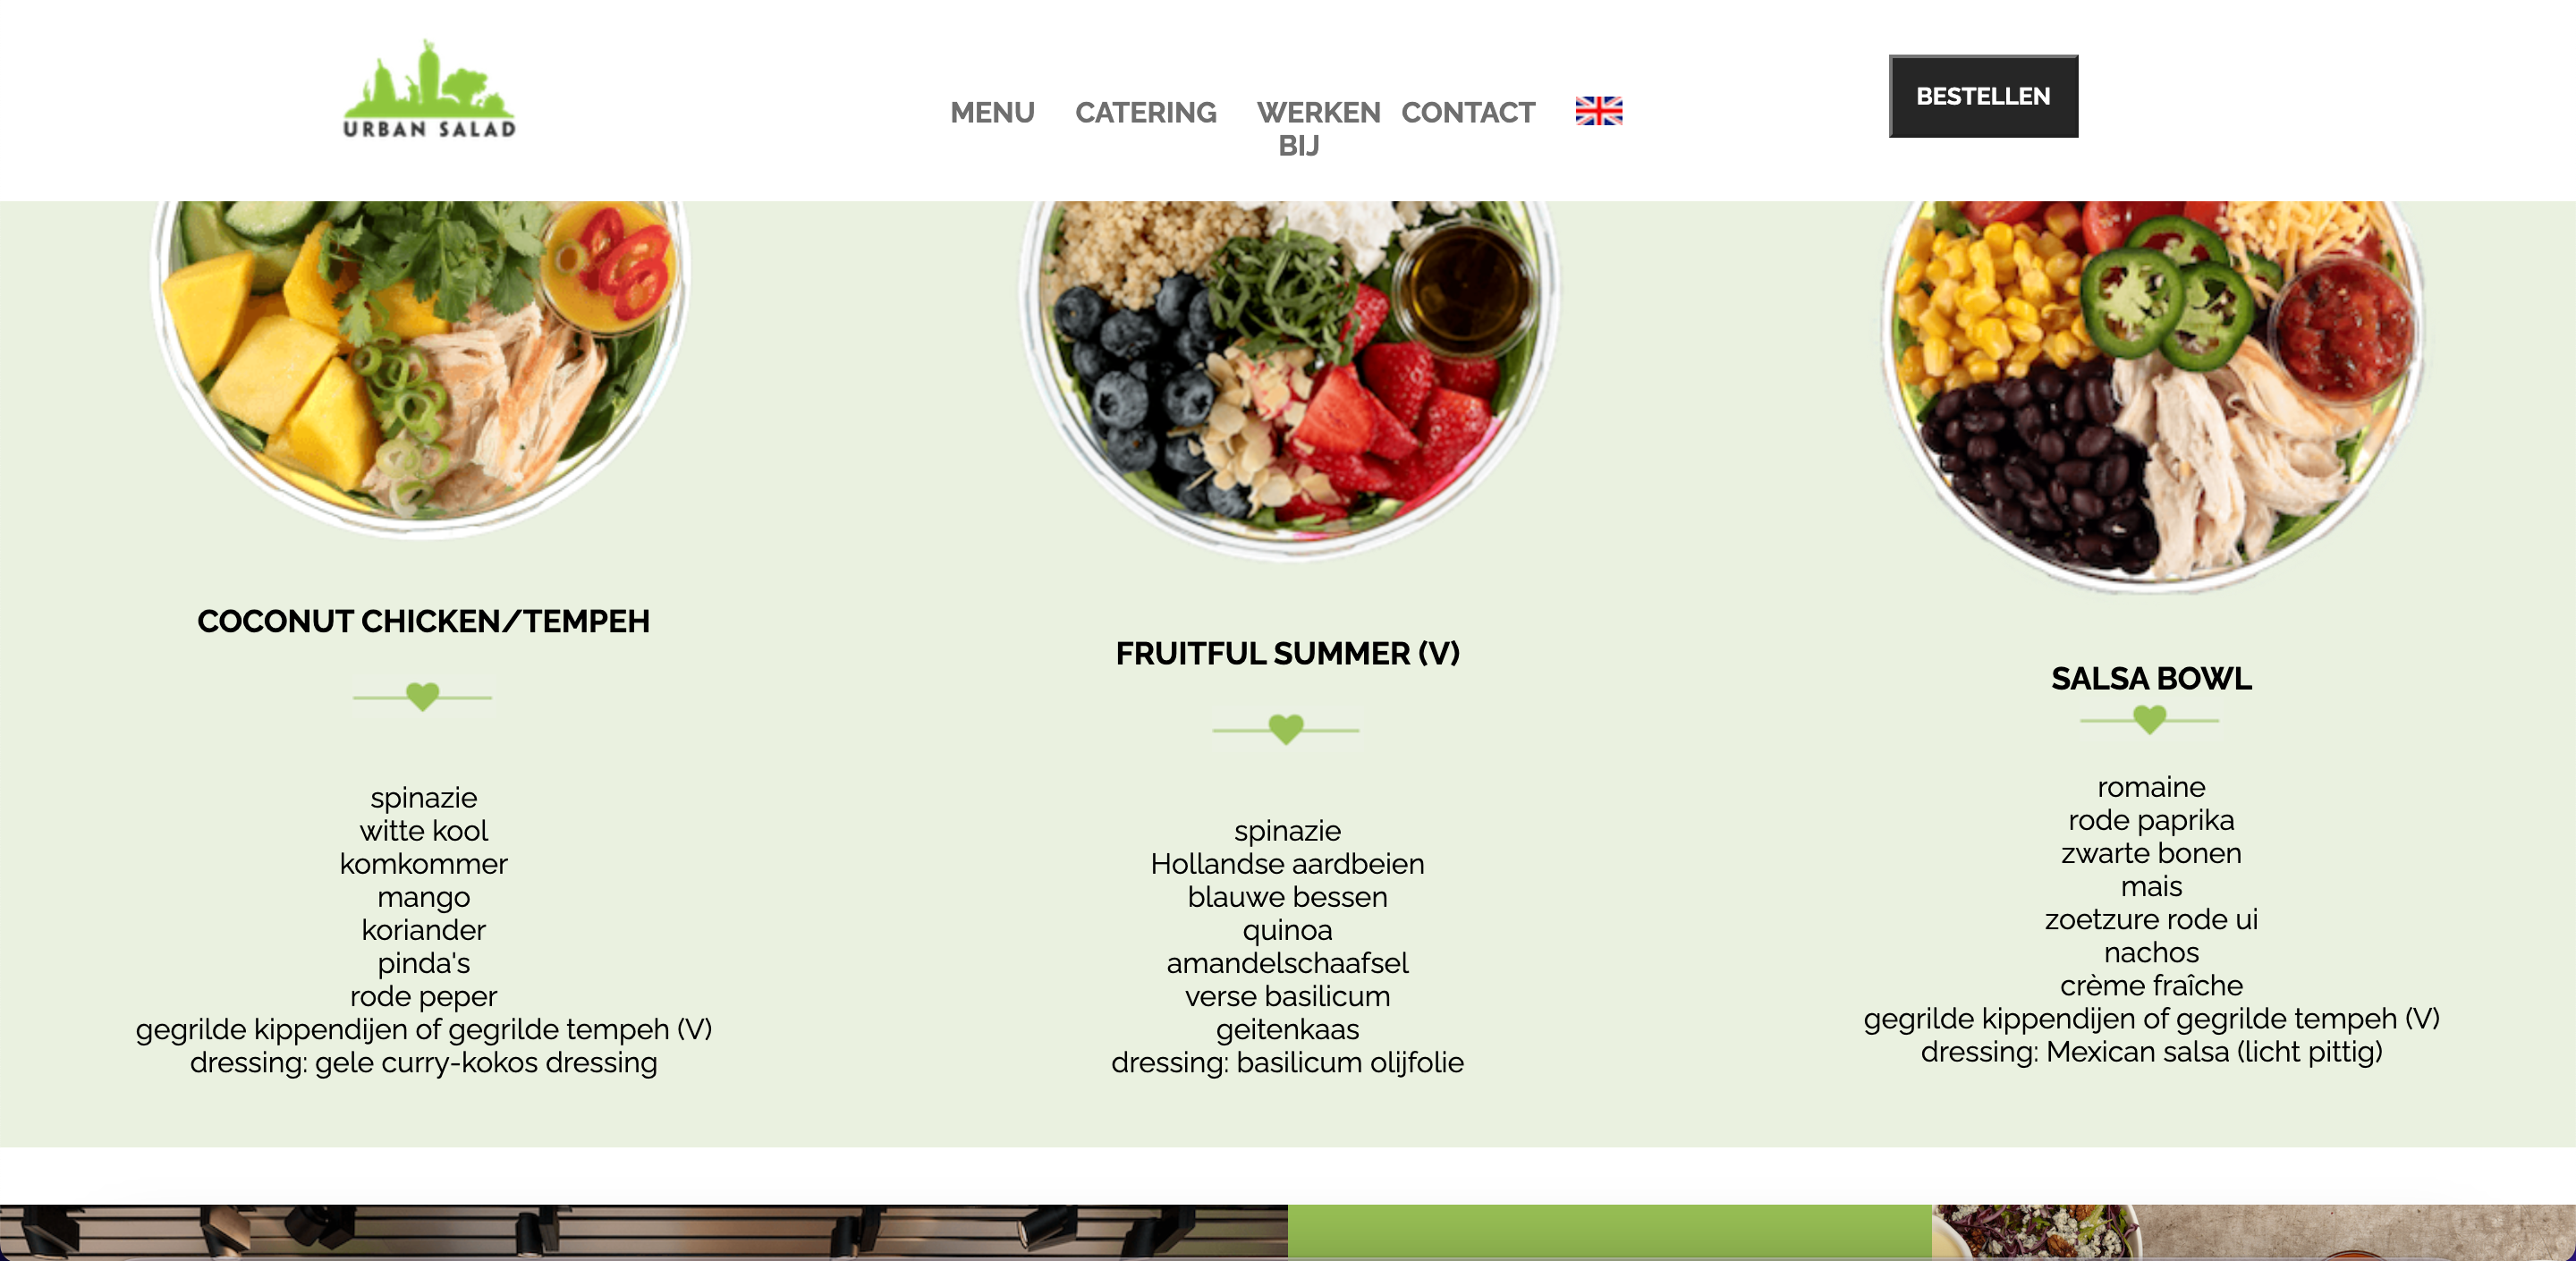 URBAN SALAD
MENU
CATERING
WERKEN
BIJ
CONTACT
BESTELLEN
COCONUT CHICKEN/TEMPEH
spinazie
witte kool
komkommer
mango
koriander
pinda's
rode peper
gegrilde kippendijen of gegrilde tempeh (V)
dressing: gele curry-kokos dressing
FRUITFUL SUMMER (V)
spinazie
Hollandse aardbeien
blauwe bessen
quinoa
amandelschaafsel
verse basilicum
geitenkaas
dressing: basilicum olijfolie
SALSA BOWL
romaine
rode paprika
zwarte bonen
mais
zoetzure rode ui
nachos
crème fraîche
gegrilde kippendijen of gegrilde tempeh (V)
dressing: Mexican salsa (licht pittig)